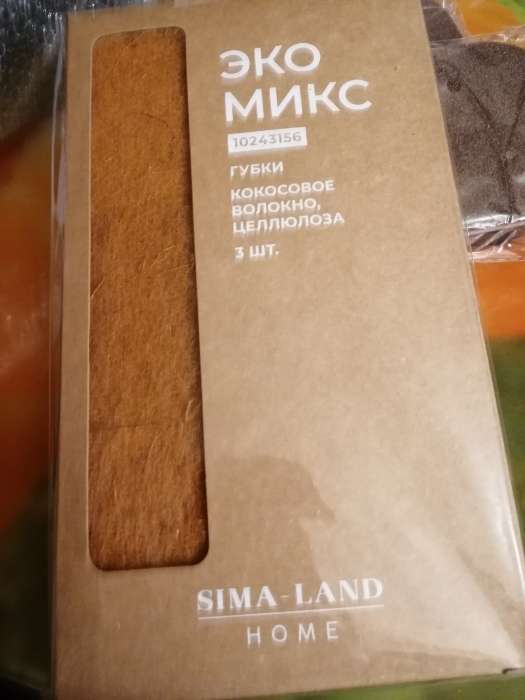 ЭКО
МИКС
10243156
ГУБКИ
КОКОСОВОЕ
ВОЛОКНО,
ЦЕЛЛЮЛОЗА
3 ШТ.
SIMA-LAND
HOME